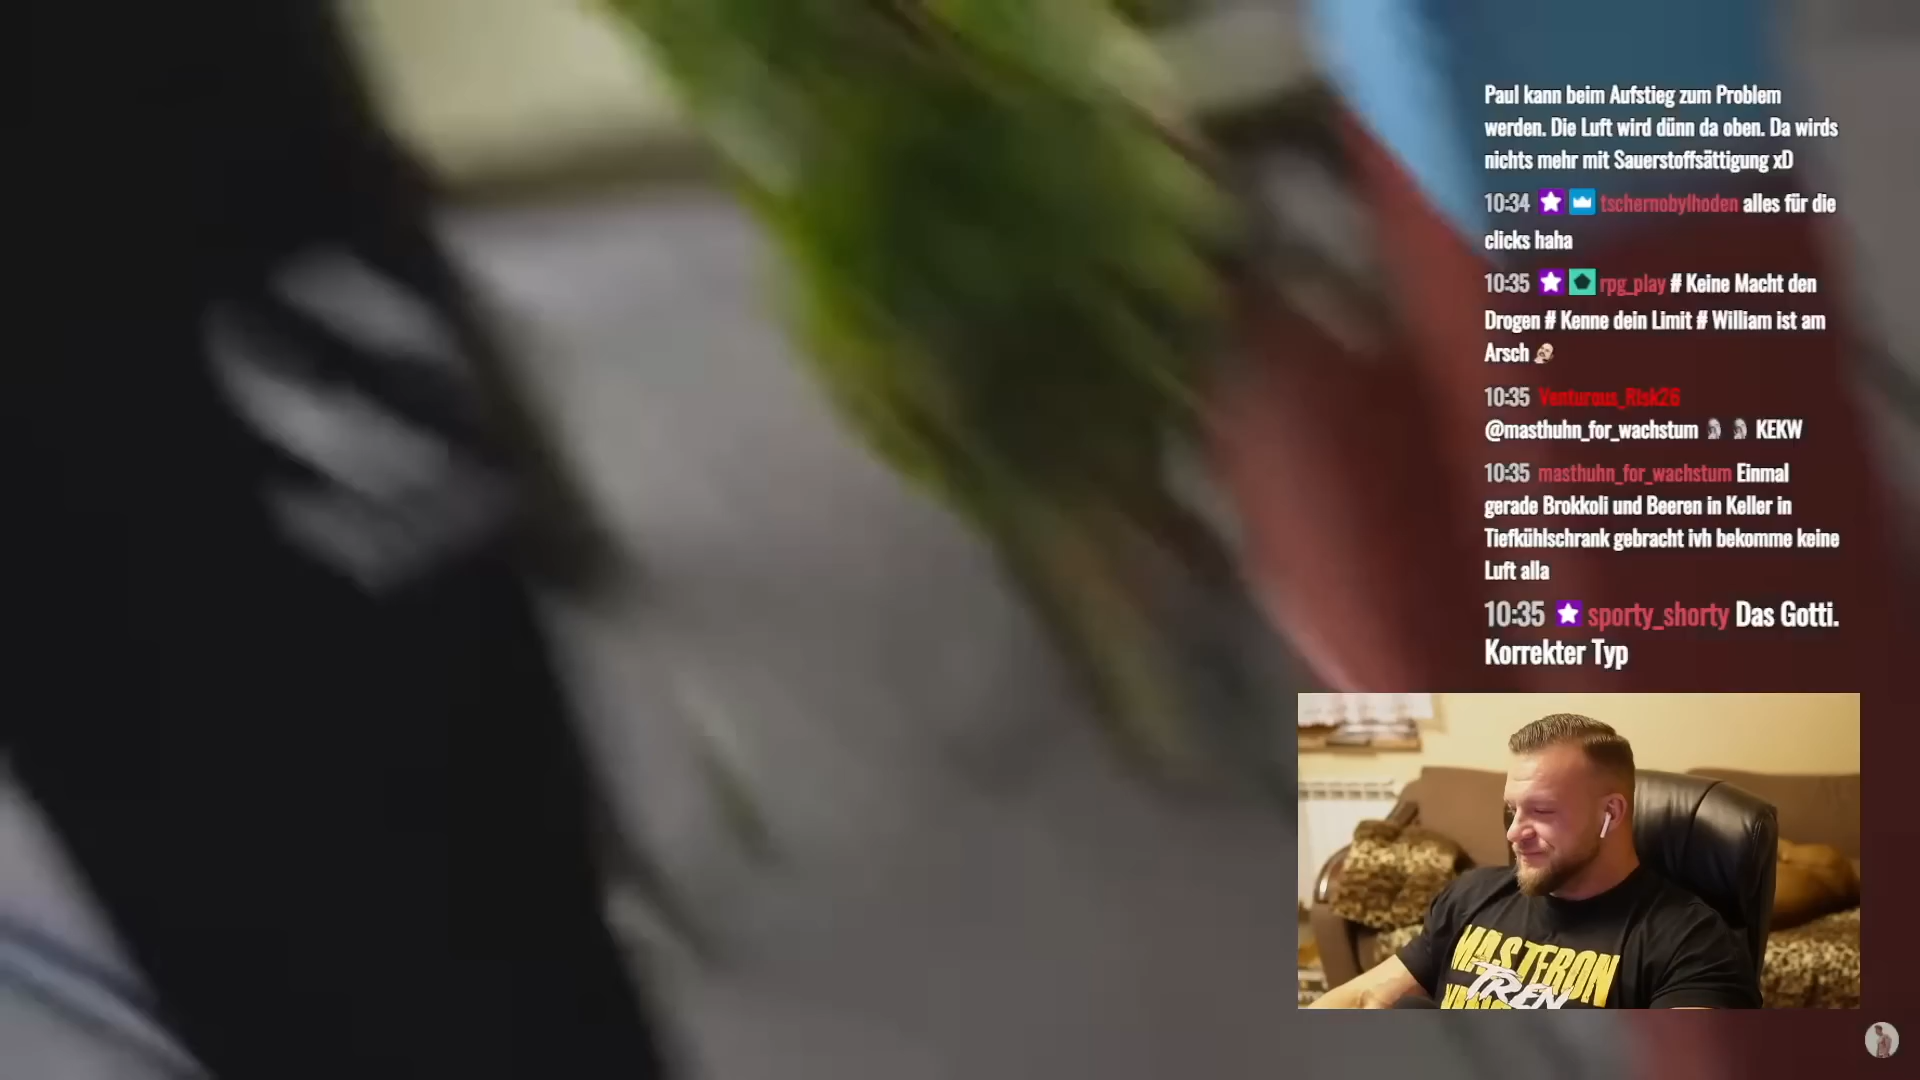 Paul kann beim Aufstieg zum Problem
werden. Die Luft wird dünn da oben. Da wirds
nichts mehr mit Sauerstoffsättigung xD
10:34 tschernobylhoden alles für die
clicks haha
10:35 rpg_play # Keine Macht den
Drogen # Kenne dein Limit # William ist am
Arsch
10:35 Venturous_Risk26
@masthuhn_for_wachstum KEKW
10:35 masthuhn_for_wachstum Einmal
gerade Brokkoli und Beeren in Keller in
Tiefkühlschrank gebracht ivh bekomme keine
Luft alla
10:35 sporty_shorty Das Gotti.
Korrekter Typ
MASTERON
TREN